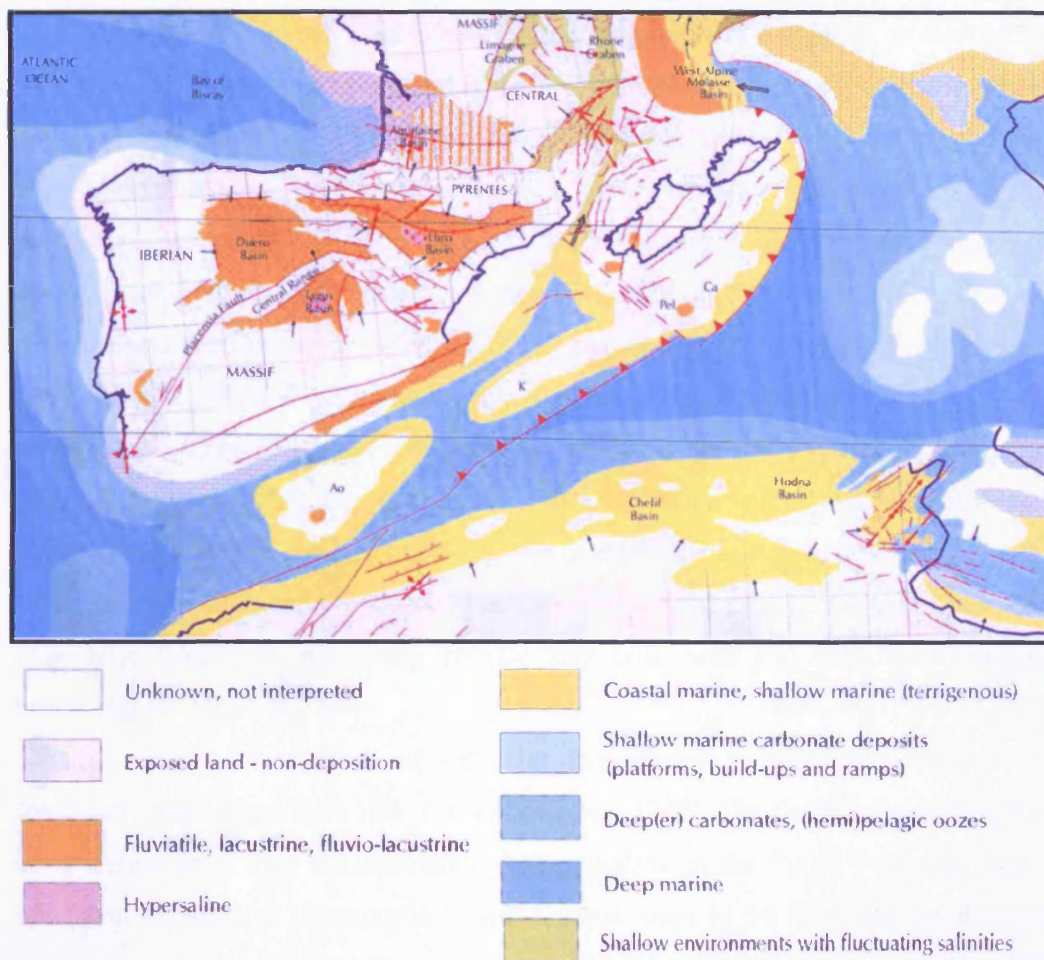 MASSIF
Limagne
Graben
Rhone
Graben
ATLANTIC
OCEAN
Bay of
Biscay
West Alpine
Molasse
Basin
CENTRAL
Aquitaine
Basin
PYRENEES
IBERIAN
Duero
Basin
Ebro
Basin
Placensia Fault
Central Range
Tagus
Basin
Ca
Pel
MASSIF
K
Ao
Chelif
Basin
Hodna
Basin
Unknown, not interpreted
Exposed land - non-deposition
Fluviatile, lacustrine, fluvio-lacustrine
Hypersaline
Coastal marine, shallow marine (terrigenous)
Shallow marine carbonate deposits
(platforms, build-ups and ramps)
Deep(er) carbonates, (hemi)pelagic oozes
Deep marine
Shallow environments with fluctuating salinities